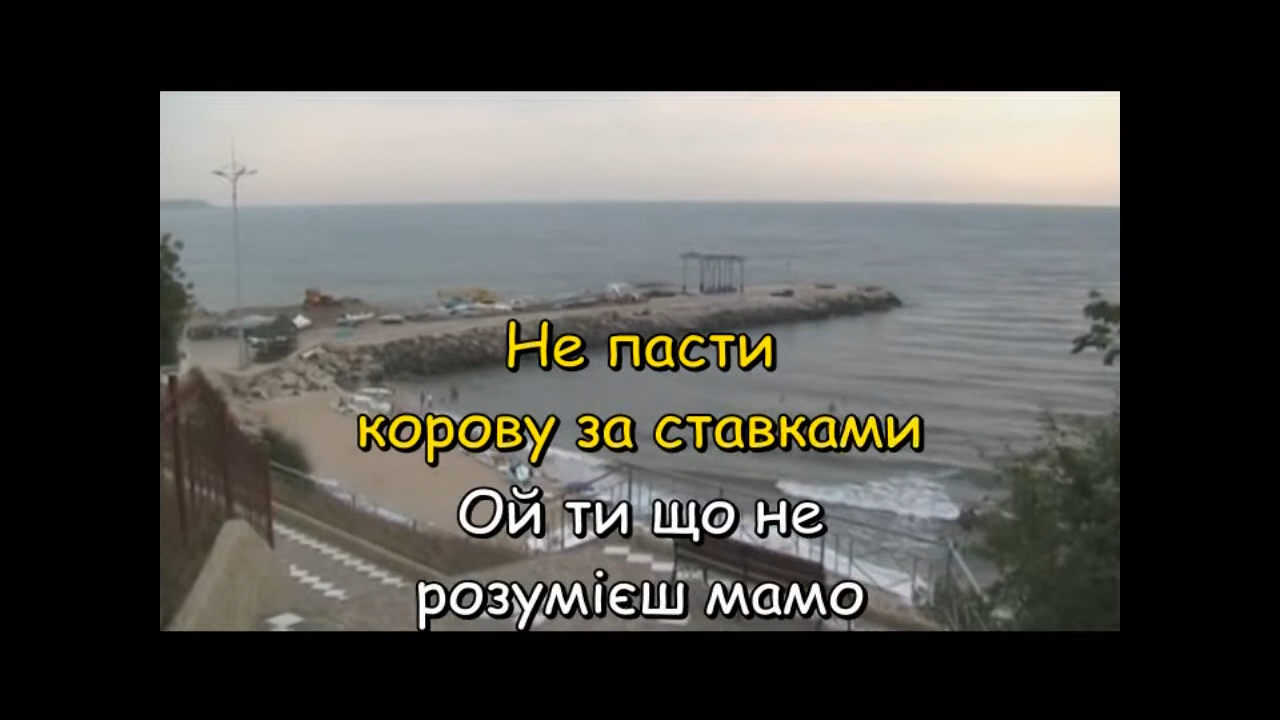 Не пасти
корову за ставками
Ой ти що не
розумієш мамо